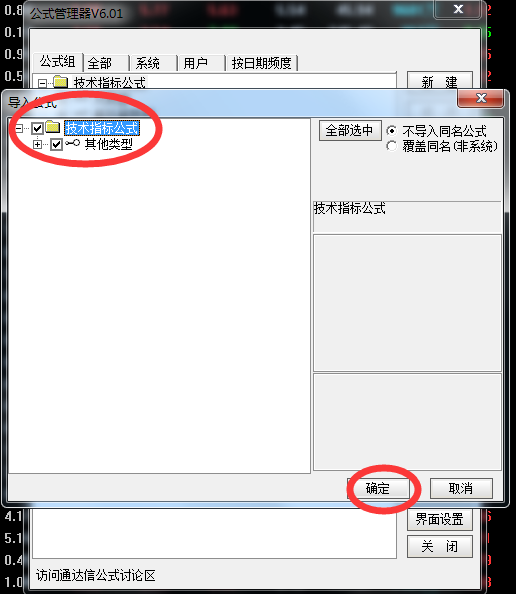 公式管理器V6.01
公式组 全部 系统 用户 按日期频度
技术指标公式 新 建
导入公式
技术指标公式
其他类型
全部选中
不导入同名公式
覆盖同名(非系统)
技术指标公式
确定 取消
界面设置
关 闭
访问通达信公式讨论区